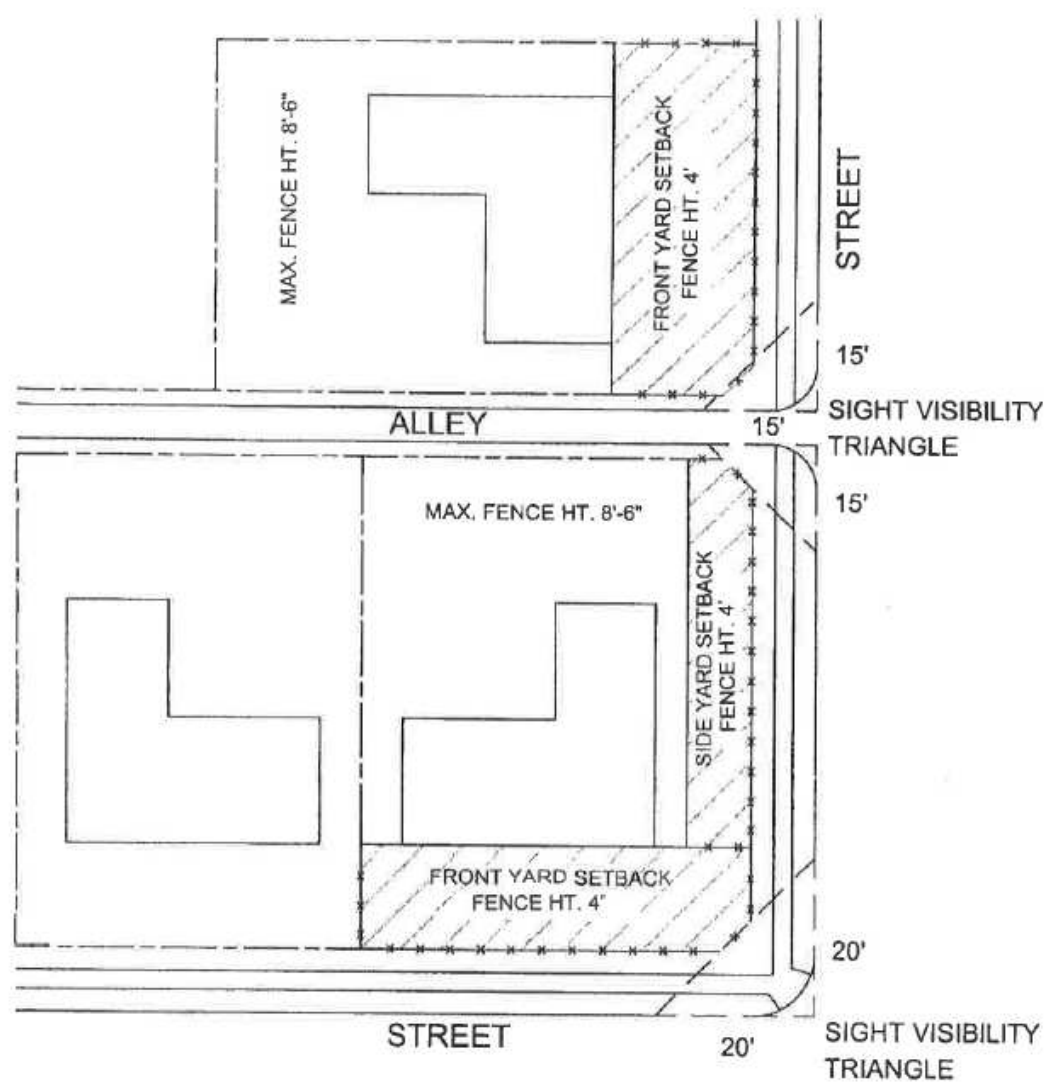 MAX. FENCE HT. 8'-6"
FRONT YARD SETBACK
FENCE HT. 4'
STREET
15'
SIGHT VISIBILITY
TRIANGLE
ALLEY
15'
15'
MAX. FENCE HT. 8'-6"
SIDE YARD SETBACK
FENCE HT. 4'
FRONT YARD SETBACK
FENCE HT. 4"
20'
STREET
20'
SIGHT VISIBILITY
TRIANGLE